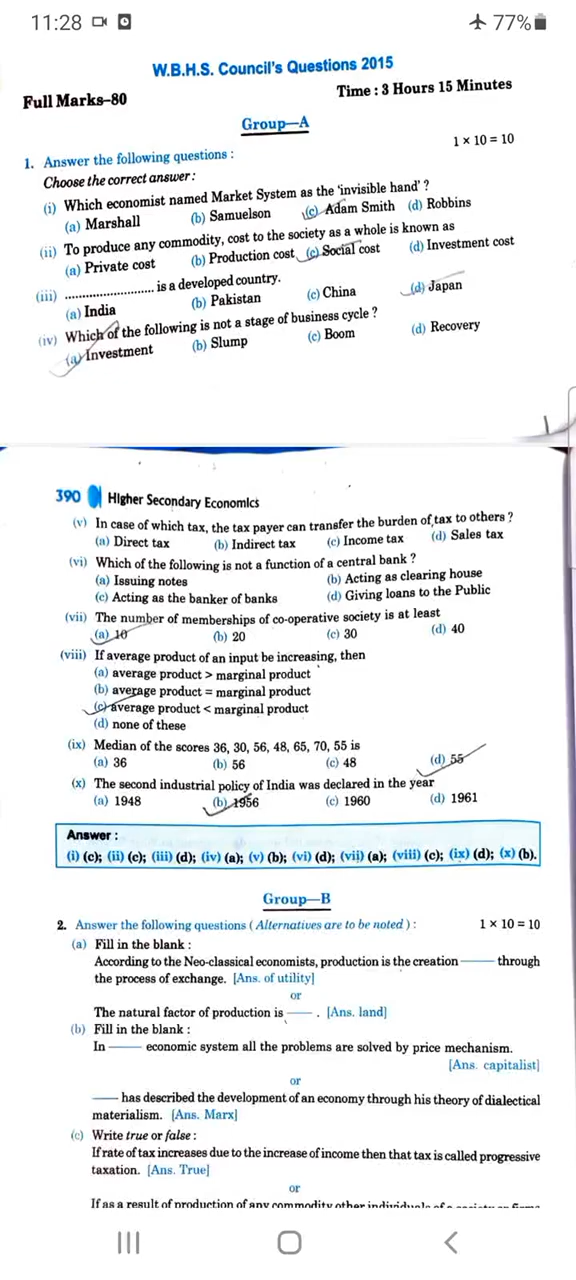 11:28 77%
W.B.H.S. Council's Questions 2015
Full Marks–80 Time : 3 Hours 15 Minutes
Group—A
1. Answer the following questions : 1 × 10 = 10
Choose the correct answer :
(i) Which economist named Market System as the 'invisible hand' ?
(a) Marshall (b) Samuelson (c) Adam Smith (d) Robbins
(ii) To produce any commodity, cost to the society as a whole is known as
(a) Private cost (b) Production cost (c) Social cost (d) Investment cost
(iii) ........................ is a developed country.
(a) India (b) Pakistan (c) China (d) Japan
(iv) Which of the following is not a stage of business cycle ?
(a) Investment (b) Slump (c) Boom (d) Recovery
390 Higher Secondary Economics
(v) In case of which tax, the tax payer can transfer the burden of tax to others ?
(a) Direct tax (b) Indirect tax (c) Income tax (d) Sales tax
(vi) Which of the following is not a function of a central bank ?
(a) Issuing notes (b) Acting as clearing house
(c) Acting as the banker of banks (d) Giving loans to the Public
(vii) The number of memberships of co-operative society is at least
(a) 10 (b) 20 (c) 30 (d) 40
(viii) If average product of an input be increasing, then
(a) average product > marginal product
(b) average product = marginal product
(c) average product < marginal product
(d) none of these
(ix) Median of the scores 36, 30, 56, 48, 65, 70, 55 is
(a) 36 (b) 56 (c) 48 (d) 55
(x) The second industrial policy of India was declared in the year
(a) 1948 (b) 1956 (c) 1960 (d) 1961
Answer :
(i) (c); (ii) (c); (iii) (d); (iv) (a); (v) (b); (vi) (d); (vii) (a); (viii) (c); (ix) (d); (x) (b).
Group—B
2. Answer the following questions ( Alternatives are to be noted ) : 1 × 10 = 10
(a) Fill in the blank :
According to the Neo-classical economists, production is the creation —— through
the process of exchange. [Ans. of utility]
or
The natural factor of production is —— . [Ans. land]
(b) Fill in the blank :
In —— economic system all the problems are solved by price mechanism.
[Ans. capitalist]
or
—— has described the development of an economy through his theory of dialectical
materialism. [Ans. Marx]
(c) Write true or false :
If rate of tax increases due to the increase of income then that tax is called progressive
taxation. [Ans. True]
or
If as a result of production of any commodity other individuals of a society or firms